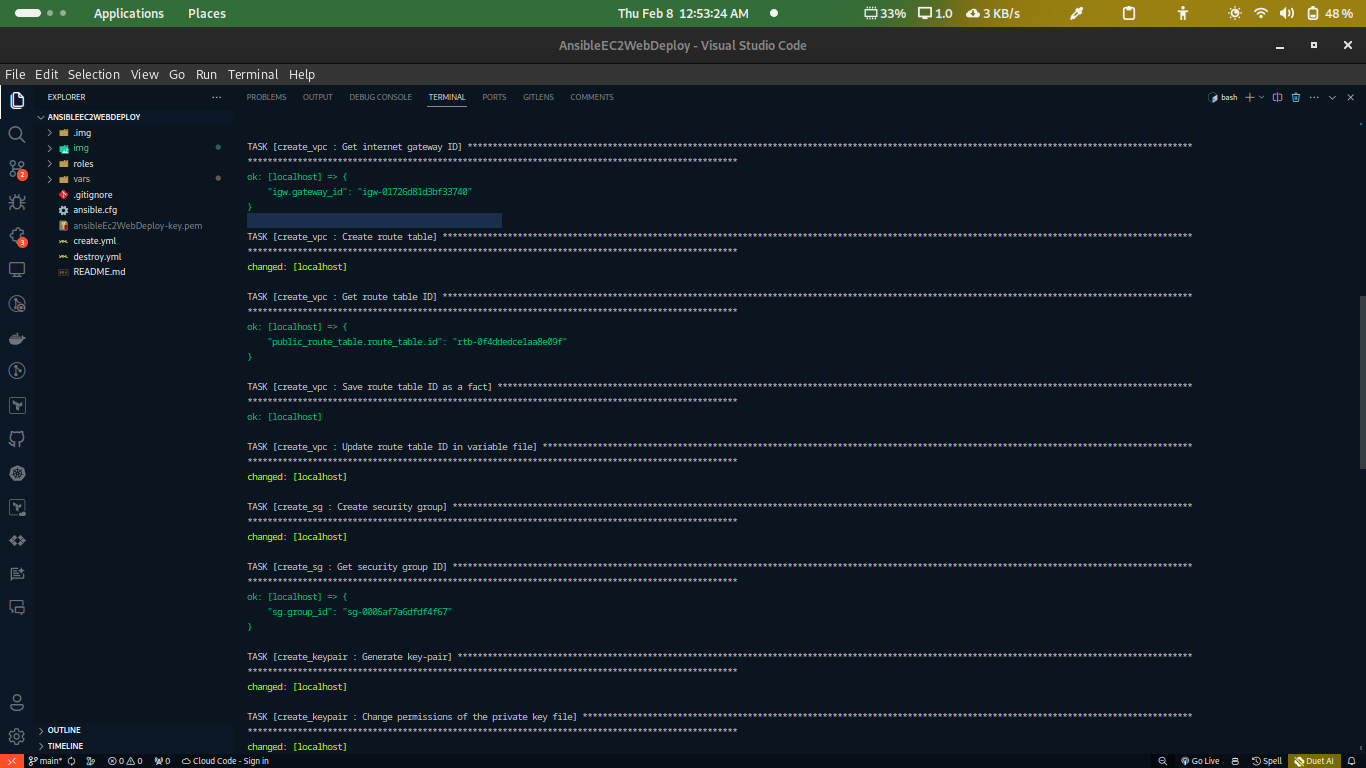 Applications Places Thu Feb 8 12:53:24 AM 33% 1.0 3 KB/s 48 %
AnsibleEC2WebDeploy - Visual Studio Code
File Edit Selection View Go Run Terminal Help
EXPLORER
ANSIBLEEC2WEBDEPLOY
.img
img
roles
vars
.gitignore
ansible.cfg
ansibleEc2WebDeploy-key.pem
create.yml
destroy.yml
README.md
OUTLINE
TIMELINE
2
3
PROBLEMS OUTPUT DEBUG CONSOLE TERMINAL PORTS GITLENS COMMENTS bash
TASK [create_vpc : Get internet gateway ID]
ok: [localhost] => {
"igw.gateway_id": "igw-01726d81d3bf33740"
}
TASK [create_vpc : Create route table]
changed: [localhost]
TASK [create_vpc : Get route table ID]
ok: [localhost] => {
"public_route_table.route_table.id": "rtb-0f4ddedce1aa8e09f"
}
TASK [create_vpc : Save route table ID as a fact]
ok: [localhost]
TASK [create_vpc : Update route table ID in variable file]
changed: [localhost]
TASK [create_sg : Create security group]
changed: [localhost]
TASK [create_sg : Get security group ID]
ok: [localhost] => {
"sg.group_id": "sg-0006af7a6dfdf4f67"
}
TASK [create_keypair : Generate key-pair]
changed: [localhost]
TASK [create_keypair : Change permissions of the private key file]
changed: [localhost]
main* 0 0 0 Cloud Code - Sign in Go Live Spell Duet AI